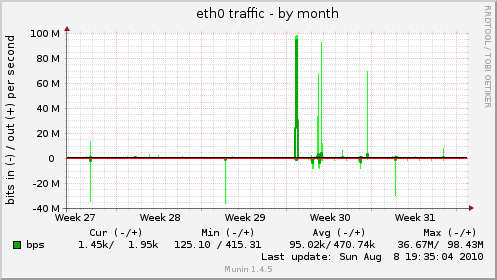 eth0 traffic - by month
RRDTOOL / TOBI OETIKER
bits in (-) / out (+) per second
100 M
80 M
60 M
40 M
20 M
0
-20 M
-40 M
Week 27 Week 28 Week 29 Week 30 Week 31
Cur (-/+) Min (-/+) Avg (-/+) Max (-/+)
bps 1.45k/ 1.95k 125.10 /415.31 95.02k/470.74k 36.67M/ 98.43M
Last update: Sun Aug 8 19:35:04 2010
Munin 1.4.5